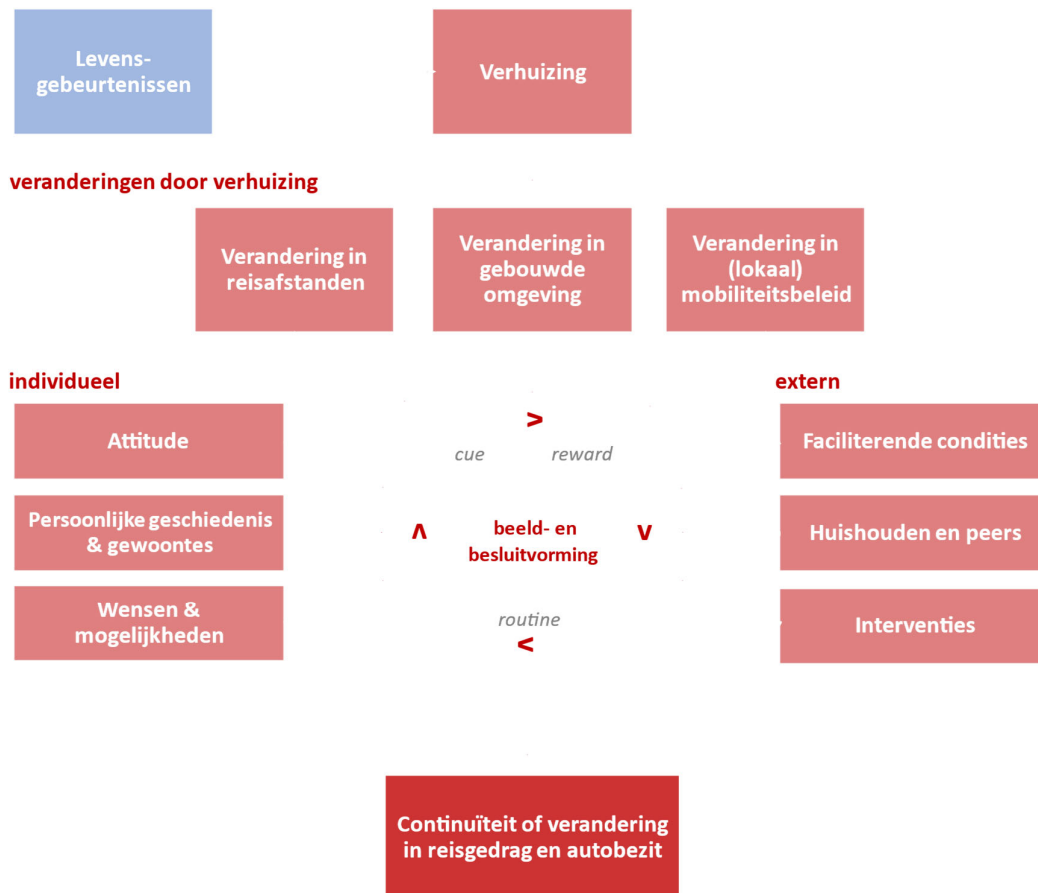 Levens-
gebeurtenissen
Verhuizing
veranderingen door verhuizing
Verandering in
reisafstanden
Verandering in
gebouwde
omgeving
Verandering in
(lokaal)
mobiliteitsbeleid
individueel
extern
Attitude
Persoonlijke geschiedenis
& gewoontes
Wensen &
mogelijkheden
>
cue
reward
>
beeld- en
besluitvorming
>
routine
<
Faciliterende condities
Huishouden en peers
Interventies
Continuïteit of verandering
in reisgedrag en autobezit